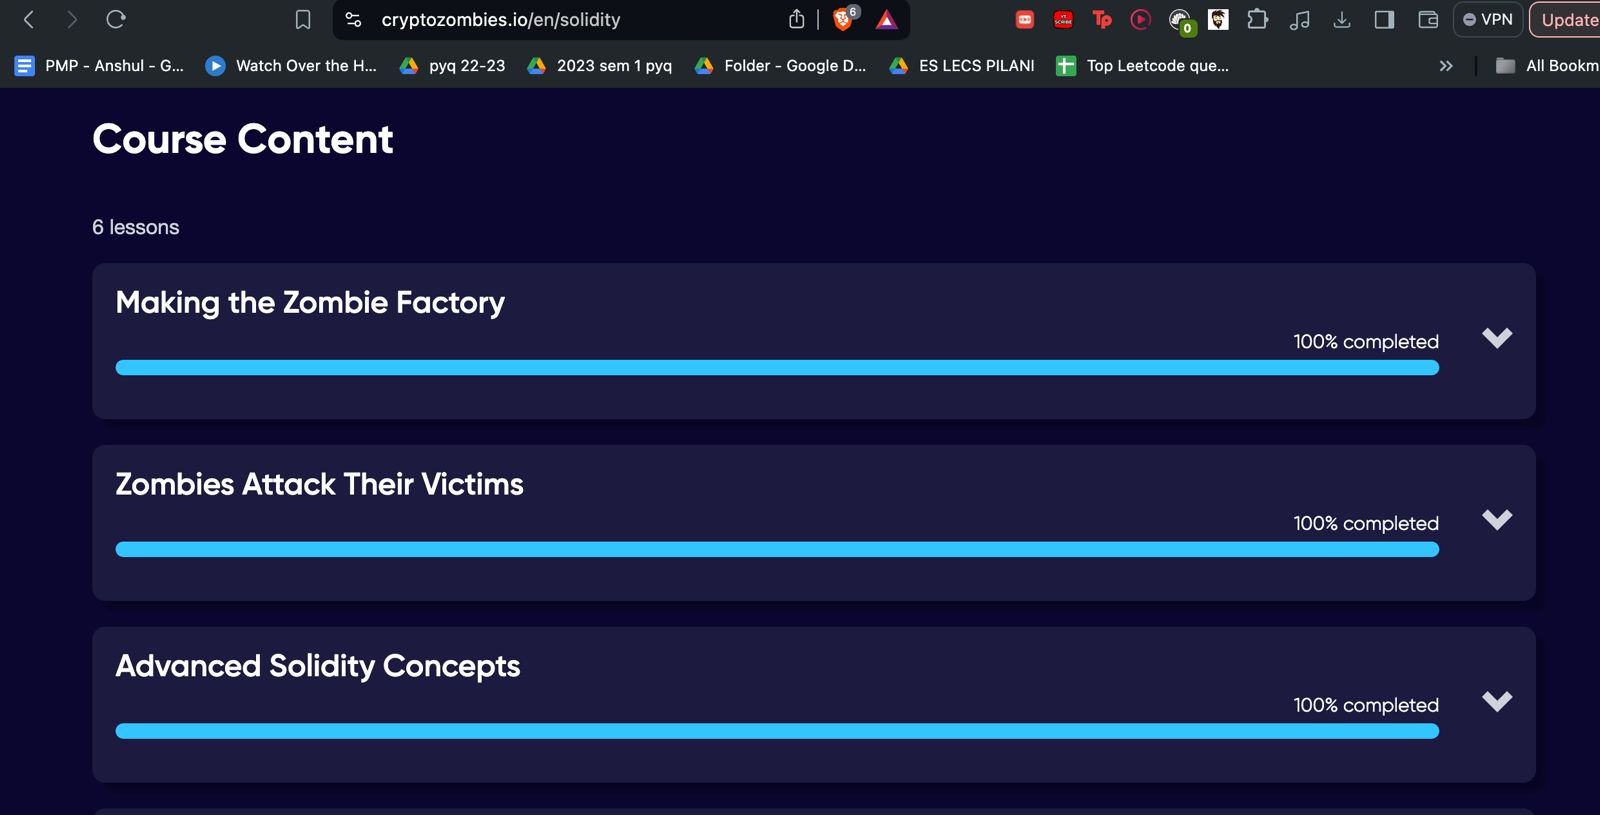 cryptozombies.io/en/solidity
6
0
VPN
Update
PMP - Anshul - G...
Watch Over the H...
pyq 22-23
2023 sem 1 pyq
Folder - Google D...
ES LECS PILANI
Top Leetcode que...
All Bookm
Course Content
6 lessons
Making the Zombie Factory
100% completed
Zombies Attack Their Victims
100% completed
Advanced Solidity Concepts
100% completed